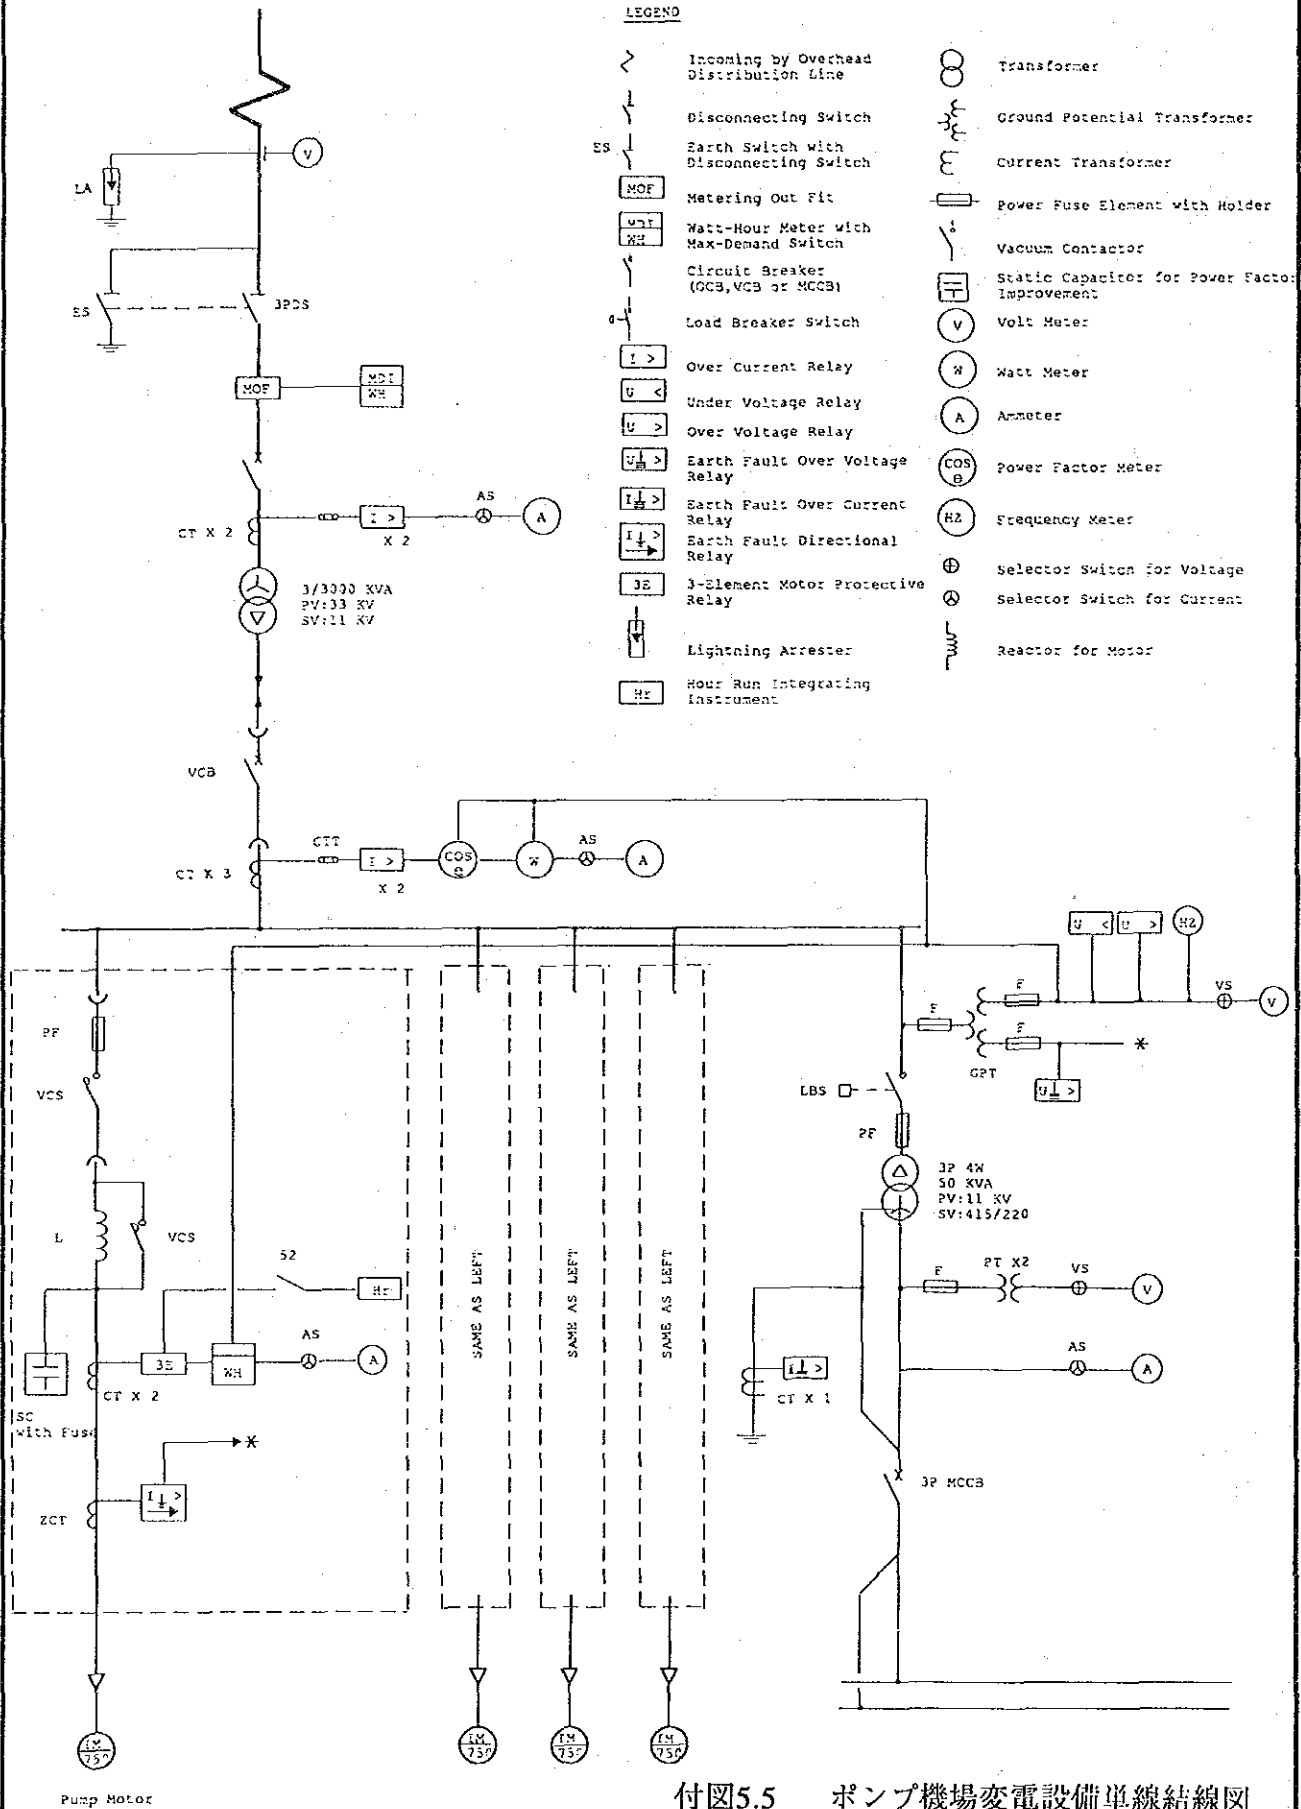 LEGEND
Incoming by Overhead
Distribution Line
Disconnecting Switch
ES
Earth Switch with
Disconnecting Switch
MOF
Metering Out Fit
MDI
WH
Watt-Hour Meter with
Max-Demand Switch
Circuit Breaker
(OCB,VCB or MCCB)
Load Breaker Switch
I >
Over Current Relay
U <
Under Voltage Relay
U >
Over Voltage Relay
U >
Earth Fault Over Voltage
Relay
I >
Earth Fault Over Current
Relay
I >
Earth Fault Directional
Relay
3E
3-Element Motor Protective
Relay
Lightning Arrester
Hr
Hour Run Integrating
Instrument
Transformer
Ground Potential Transformer
Current Transformer
Power Fuse Element with Holder
Vacuum Contactor
Static Capacitor for Power Factor
Improvement
V
Volt Meter
W
Watt Meter
A
Ammeter
COS
θ
Power Factor Meter
HZ
Frequency Meter
Selector Switch for Voltage
Selector Switch for Current
Reactor for Motor
V
LA
ES
3PDS
MOF
MDI
WH
CT X 2
I >
X 2
AS
A
3/3000 KVA
PV:33 KV
SV:11 KV
VCB
CT X 3
CTT
I >
X 2
COS
θ
W
AS
A
U <
U >
HZ
VS
V
F
F
F
GPT
*
U >
PF
VCS
L
VCS
52
Hr
SC
with Fuse
CT X 2
3E
WH
AS
A
*
I >
ZCT
SAME AS LEFT
SAME AS LEFT
SAME AS LEFT
LBS
PF
3P 4W
50 KVA
PV:11 KV
SV:415/220
F
PT X2
VS
V
AS
A
I >
CT X 1
3P MCCB
IM
750
IM
750
IM
750
IM
750
Pump Motor
付図5.5 ポンプ機場変電設備単線結線図